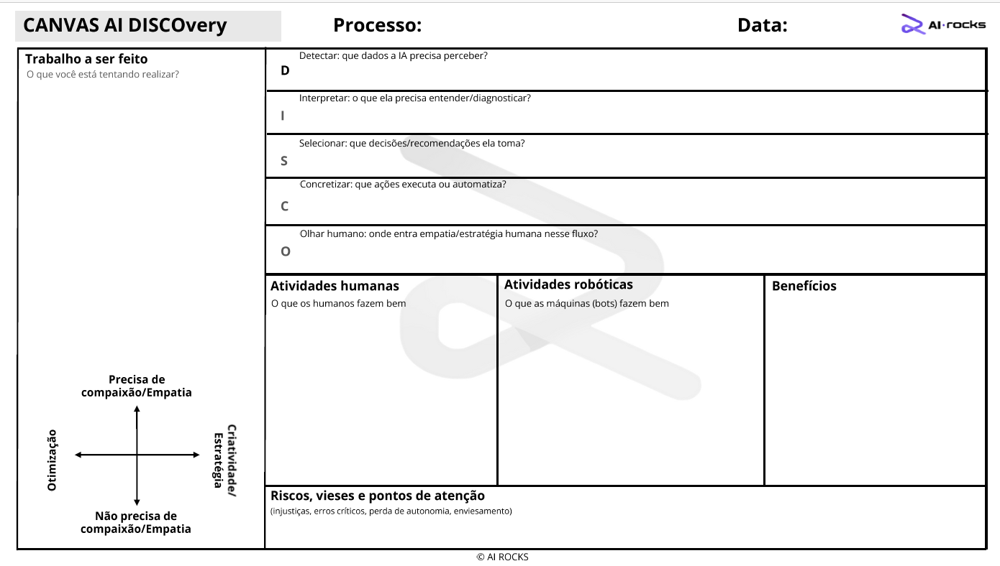 CANVAS AI DISCOvery
Processo:
Data:
AI·rocks
Trabalho a ser feito
O que você está tentando realizar?
Precisa de
compaixão/Empatia
Otimização
Criatividade/
Estratégia
Não precisa de
compaixão/Empatia
Detectar: que dados a IA precisa perceber?
D
Interpretar: o que ela precisa entender/diagnosticar?
I
Selecionar: que decisões/recomendações ela toma?
S
Concretizar: que ações executa ou automatiza?
C
Olhar humano: onde entra empatia/estratégia humana nesse fluxo?
O
Atividades humanas
O que os humanos fazem bem
Atividades robóticas
O que as máquinas (bots) fazem bem
Benefícios
Riscos, vieses e pontos de atenção
(injustiças, erros críticos, perda de autonomia, enviesamento)
© AI ROCKS